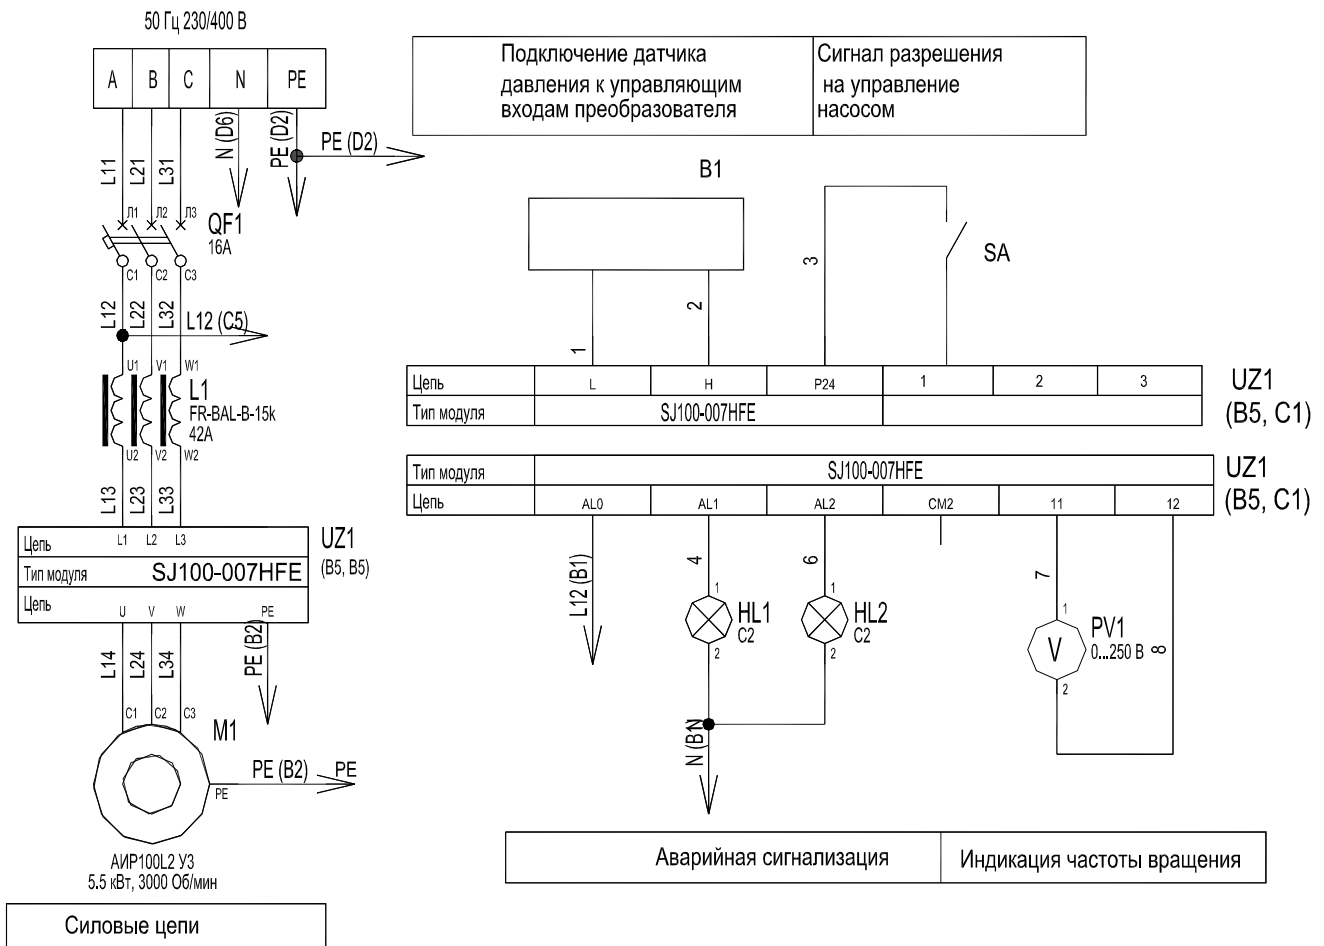 50 Гц 230/400 В
A B C N PE
L11 L21 L31 N (D6) PE (D2) PE (D2)
Л1 Л2 Л3
QF1
16A
C1 C2 C3
L12 L22 L32 L12 (C5)
U1 V1 W1
L1
FR-BAL-B-15k
42A
U2 V2 W2
L13 L23 L33
Цепь L1 L2 L3
Тип модуля SJ100-007HFE
Цепь U V W PE
UZ1
(B5, B5)
L14 L24 L34 PE (B2)
C1 C2 C3
M1
PE (B2) PE
PE
АИР100L2 У3
5.5 кВт, 3000 Об/мин
Силовые цепи
Подключение датчика
давления к управляющим
входам преобразователя
Сигнал разрешения
на управление
насосом
B1
SA
1 2 3
Цепь L H P24 1 2 3
Тип модуля SJ100-007HFE
UZ1
(B5, C1)
Тип модуля SJ100-007HFE
Цепь AL0 AL1 AL2 CM2 11 12
UZ1
(B5, C1)
L12 (B1) 4 6 7 8
1
HL1
C2
2
1
HL2
C2
2
1
PV1
0...250 В
V
2
N
N (B1)
Аварийная сигнализация
Индикация частоты вращения